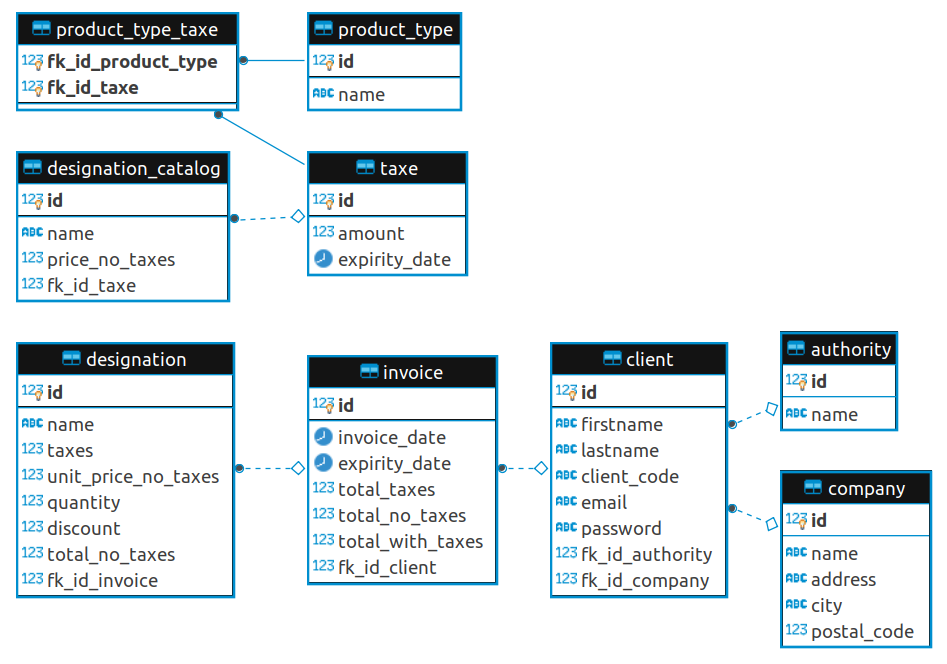 product_type_taxe
123 fk_id_product_type
123 fk_id_taxe
product_type
123 id
ABC name
designation_catalog
123 id
ABC name
123 price_no_taxes
123 fk_id_taxe
taxe
123 id
123 amount
expirity_date
designation
123 id
ABC name
123 taxes
123 unit_price_no_taxes
123 quantity
123 discount
123 total_no_taxes
123 fk_id_invoice
invoice
123 id
invoice_date
expirity_date
123 total_taxes
123 total_no_taxes
123 total_with_taxes
123 fk_id_client
client
123 id
ABC firstname
ABC lastname
ABC client_code
ABC email
ABC password
123 fk_id_authority
123 fk_id_company
authority
123 id
ABC name
company
123 id
ABC name
ABC address
ABC city
123 postal_code